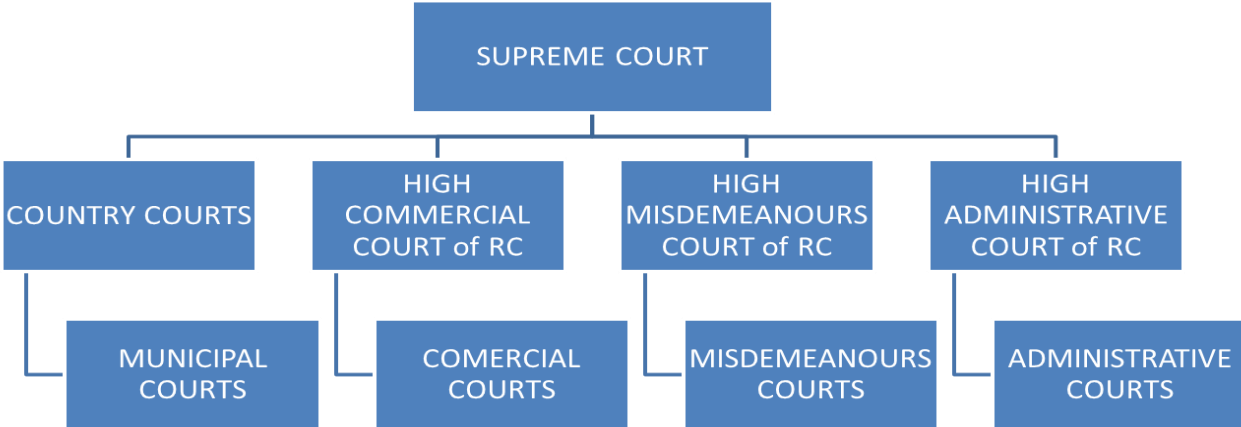 SUPREME COURT
COUNTRY COURTS
HIGH
COMMERCIAL
COURT of RC
HIGH
MISDEMEANOURS
COURT of RC
HIGH
ADMINISTRATIVE
COURT of RC
MUNICIPAL
COURTS
COMERCIAL
COURTS
MISDEMEANOURS
COURTS
ADMINISTRATIVE
COURTS